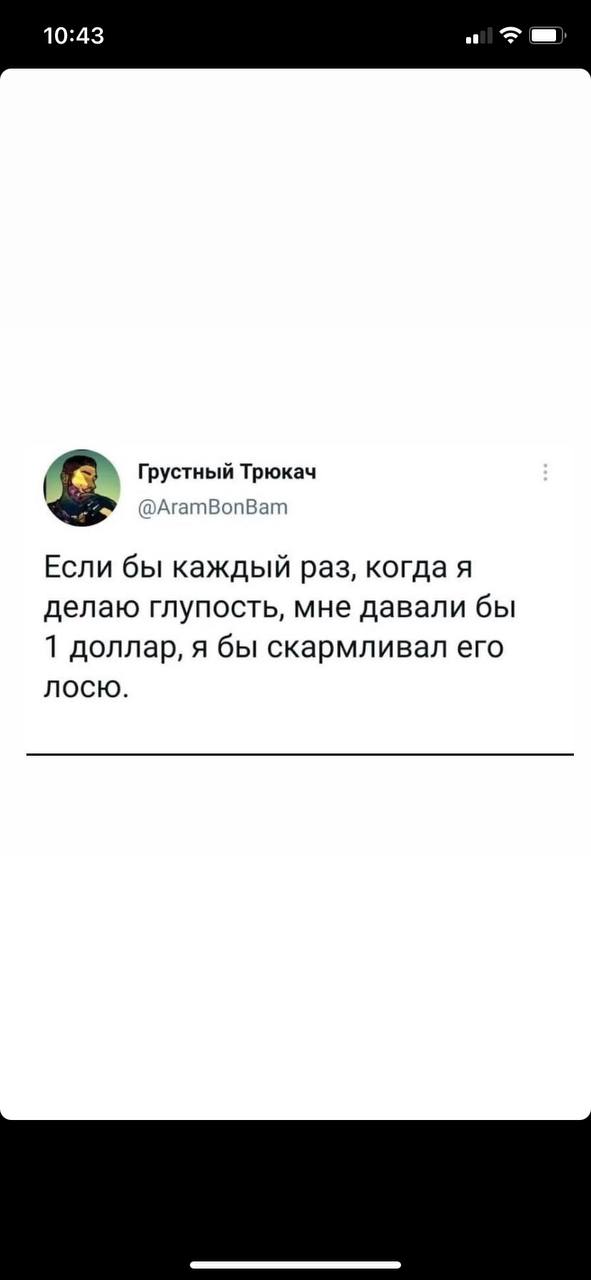 10:43
Грустный Трюкач
@AramBonBam
Если бы каждый раз, когда я
делаю глупость, мне давали бы
1 доллар, я бы скармливал его
лосю.